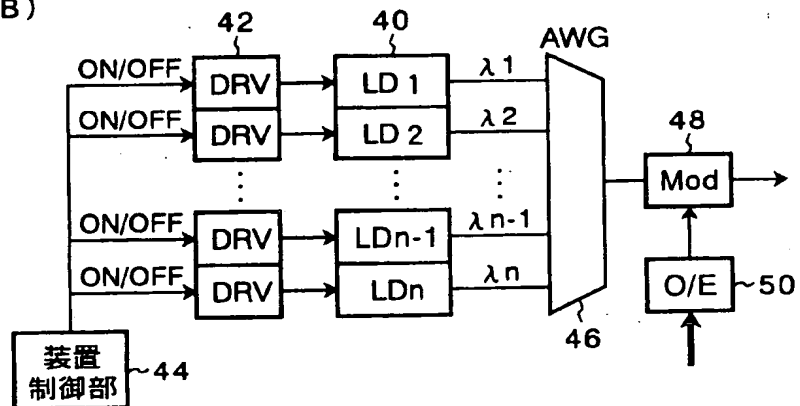 B)
42
40
AWG
ON/OFF DRV LD 1 λ1
ON/OFF DRV LD 2 λ2
48
Mod
ON/OFF DRV LDn-1 λn-1
ON/OFF DRV LDn λn
O/E 50
46
装置
制御部 44